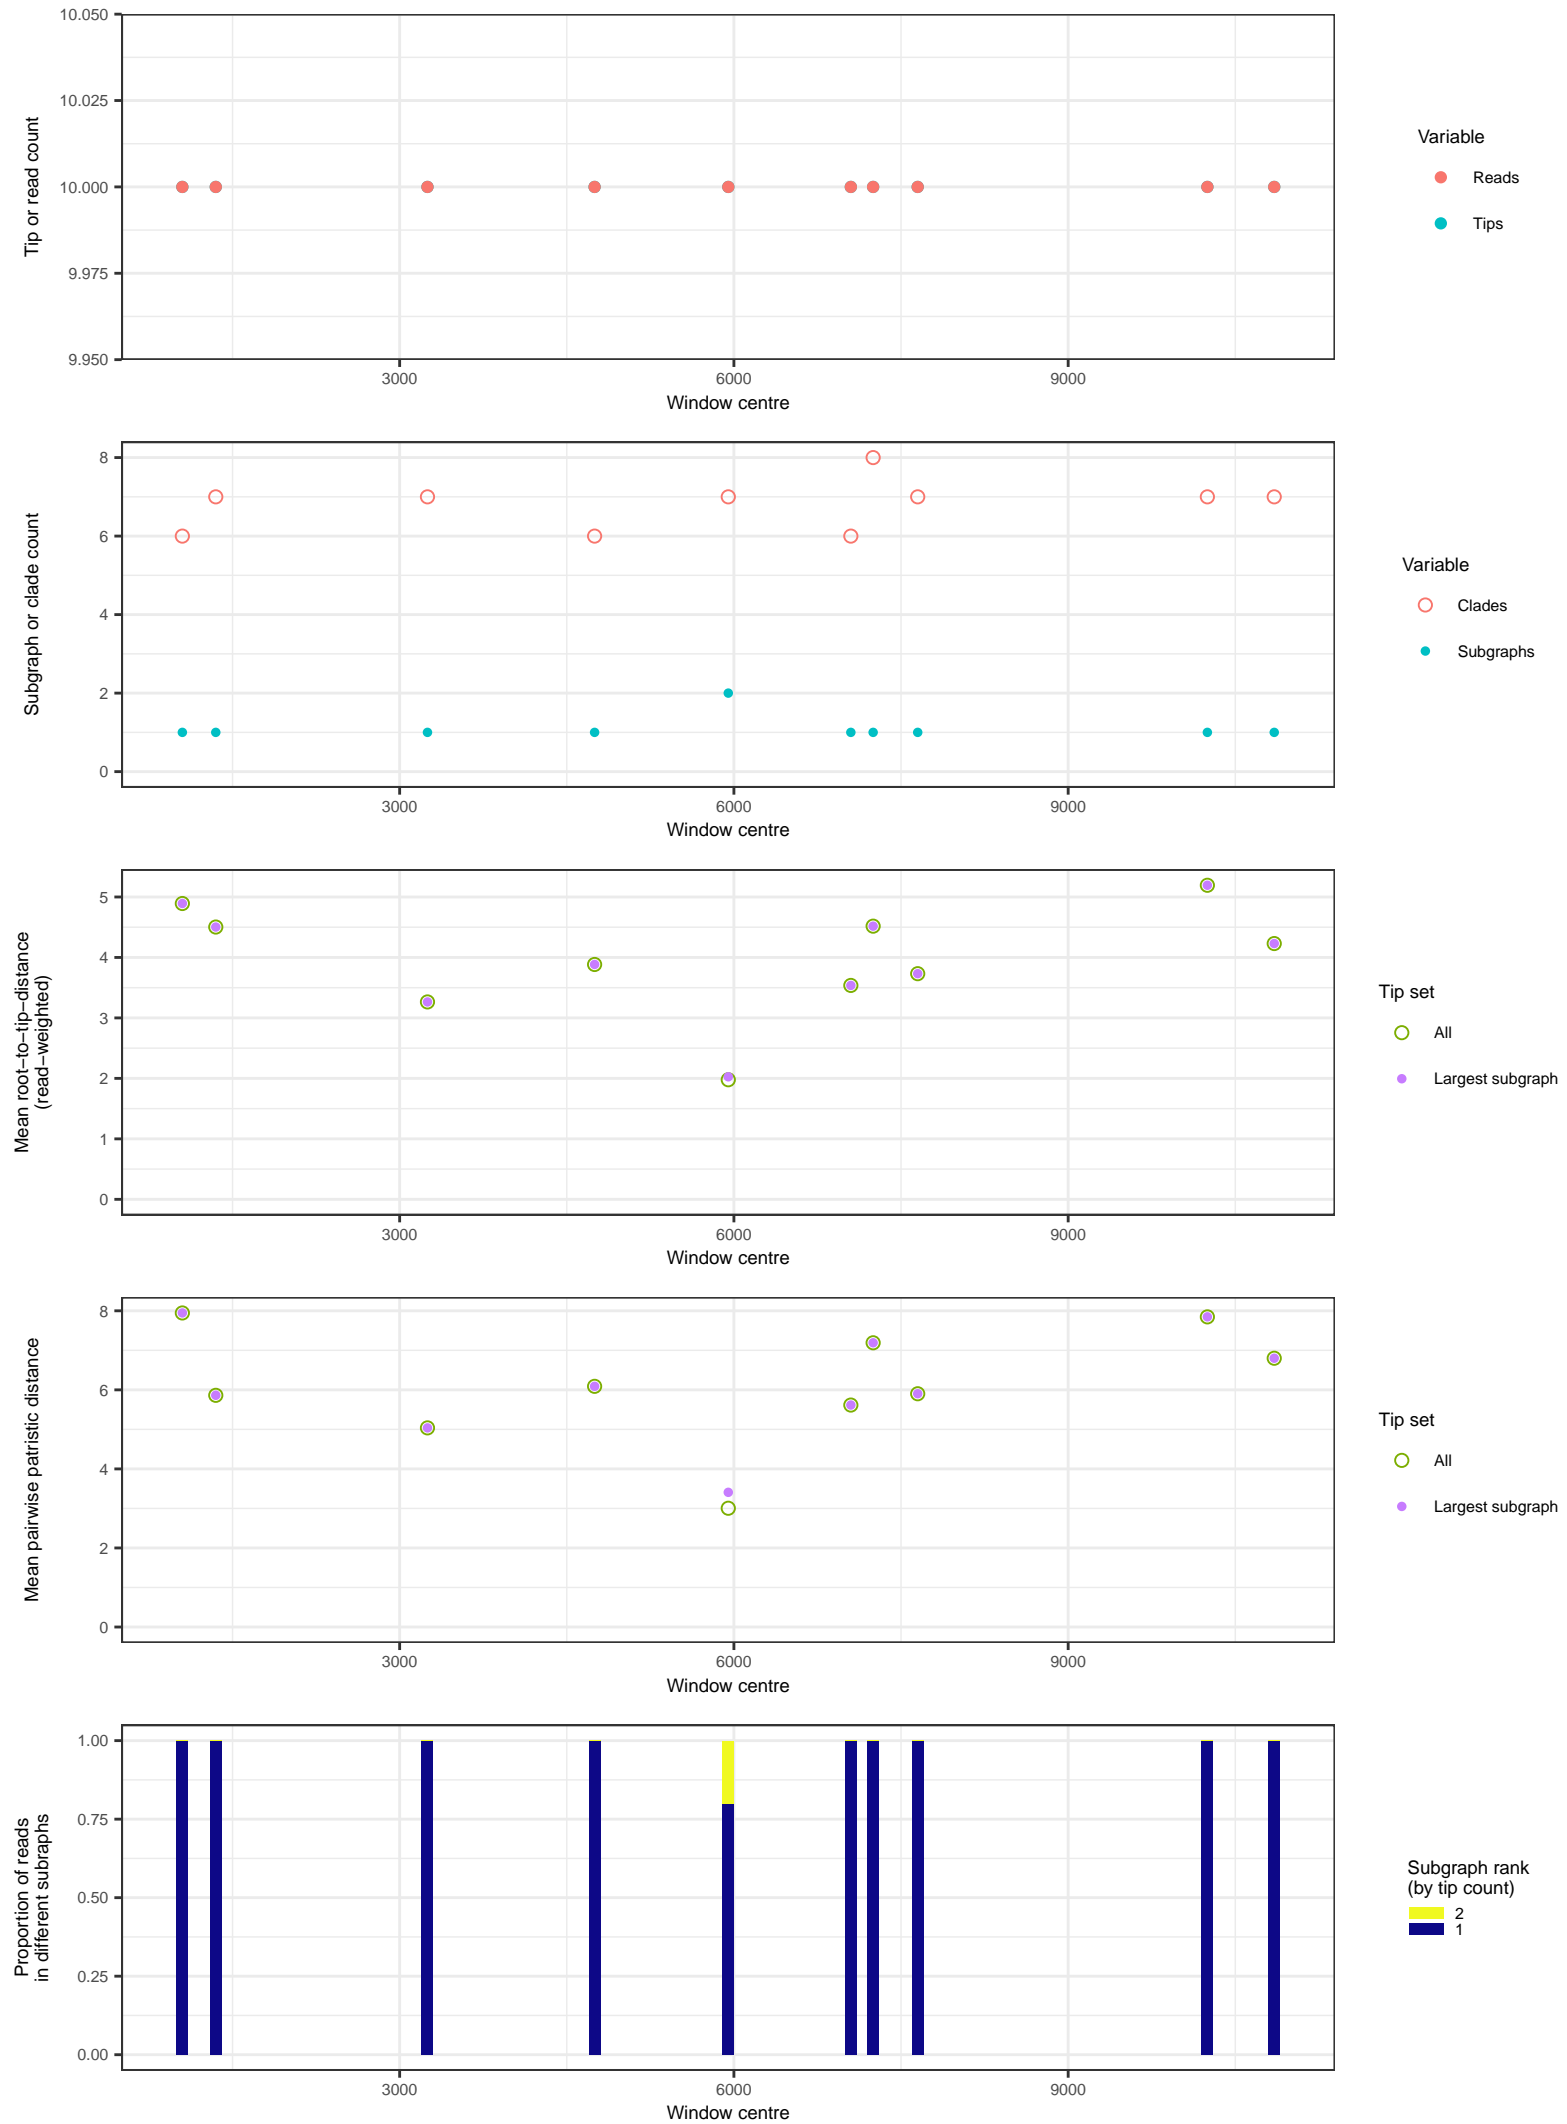 10.050
10.025
10.000
9.975
9.950
Tip or read count
3000 6000 9000
Window centre
Variable
Reads
Tips
8
6
4
2
0
Subgraph or clade count
3000 6000 9000
Window centre
Variable
Clades
Subgraphs
5
4
3
2
1
0
Mean root−to−tip−distance
(read−weighted)
3000 6000 9000
Window centre
Tip set
All
Largest subgraph
8
6
4
2
0
Mean pairwise patristic distance
3000 6000 9000
Window centre
Tip set
All
Largest subgraph
1.00
0.75
0.50
0.25
0.00
Proportion of reads
in different subraphs
3000 6000 9000
Window centre
Subgraph rank
(by tip count)
2
1